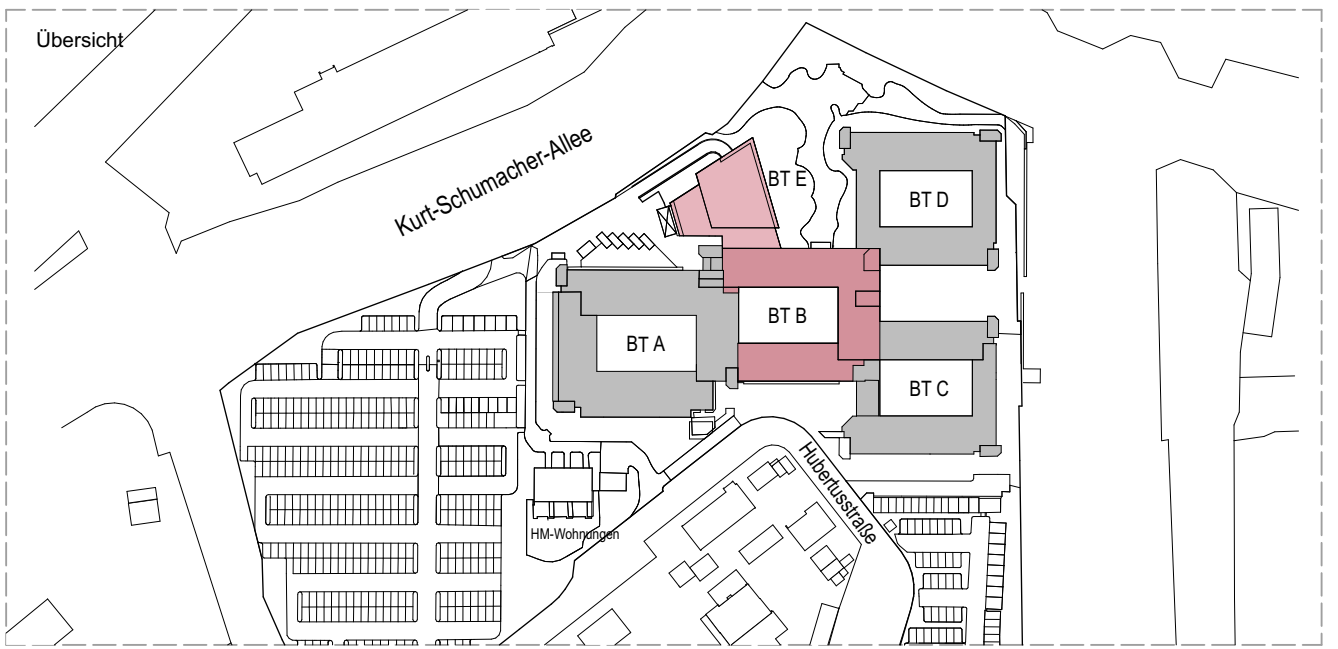 Übersicht
Kurt-Schumacher-Allee
BT E
BT D
BT B
BT A
BT C
Hubertusstraße
HM-Wohnungen